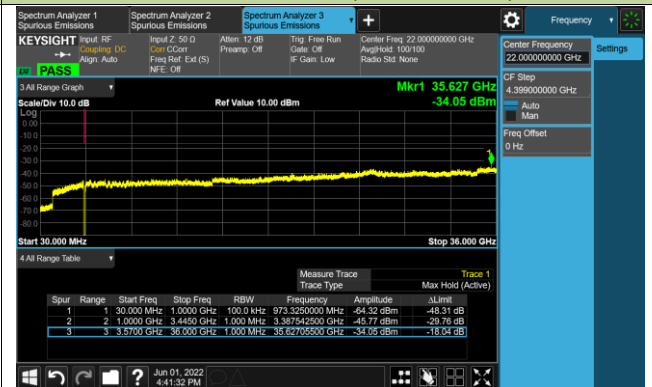 Spectrum Analyzer 1
Spurious Emissions
Spectrum Analyzer 2
Spurious Emissions
Spectrum Analyzer 3
Spurious Emissions
+
Frequency
KEYSIGHT
Input: RF
Coupling: DC
Align: Auto
Input Z: 50 Ω
Corr CCorr
Freq Ref: Ext (S)
NFE: Off
Atten: 12 dB
Preamp: Off
Trig: Free Run
Gate: Off
IF Gain: Low
Center Freq: 22.000000000 GHz
Avg|Hold: 100/100
Radio Std: None
PASS
Center Frequency
22.000000000 GHz
Settings
CF Step
4.399000000 GHz
Auto
Man
Freq Offset
0 Hz
3 All Range Graph
Mkr1 35.627 GHz
Scale/Div 10.0 dB
Ref Value 10.00 dBm
-34.05 dBm
Log
0.00
-10.0
-20.0
-30.0
-40.0
-50.0
-60.0
-70.0
-80.0
1
Start 30.000 MHz
Stop 36.000 GHz
4 All Range Table
Measure Trace Trace 1
Trace Type Max Hold (Active)
Spur Range Start Freq Stop Freq RBW Frequency Amplitude ΔLimit
1 1 30.000 MHz 1.0000 GHz 100.0 kHz 973.3250000 MHz -64.32 dBm -48.31 dB
2 2 1.0000 GHz 3.4450 GHz 1.000 MHz 3.387542500 GHz -45.77 dBm -29.76 dB
3 3 3.5700 GHz 36.000 GHz 1.000 MHz 35.62705500 GHz -34.05 dBm -18.04 dB
?
Jun 01, 2022
4:41:32 PM